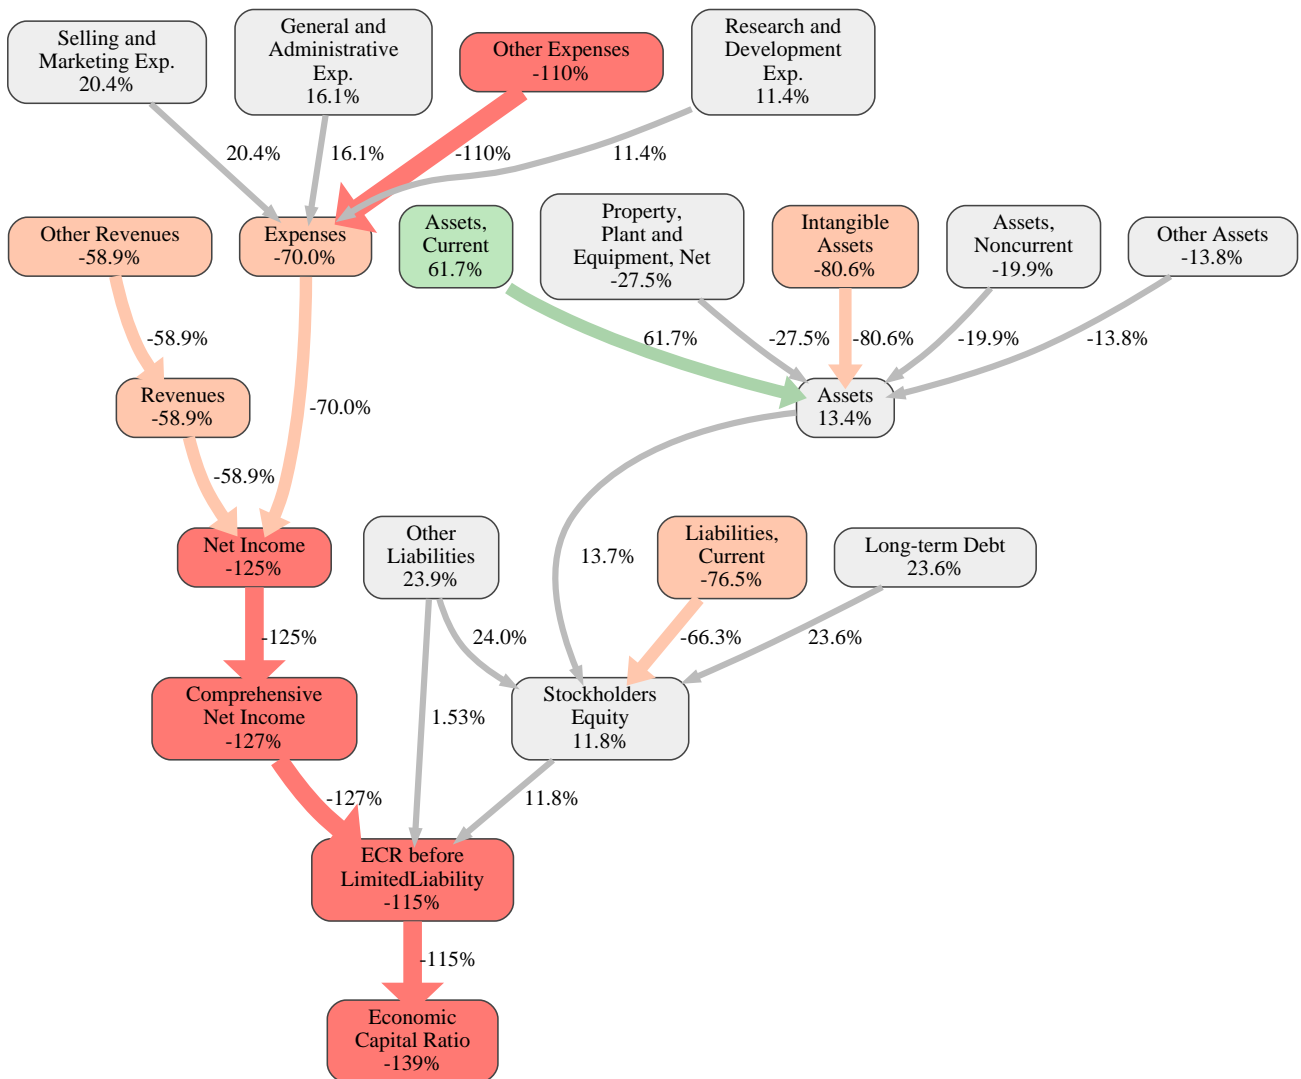 Selling and
Marketing Exp.
20.4%
General and
Administrative
Exp.
16.1%
Other Expenses
-110%
Research and
Development
Exp.
11.4%
20.4%
16.1%
-110%
11.4%
Other Revenues
-58.9%
Expenses
-70.0%
Assets,
Current
61.7%
Property,
Plant and
Equipment, Net
-27.5%
Intangible
Assets
-80.6%
Assets,
Noncurrent
-19.9%
Other Assets
-13.8%
-58.9%
61.7%
-27.5%
-80.6%
-19.9%
-13.8%
Revenues
-58.9%
-70.0%
Assets
13.4%
-58.9%
Net Income
-125%
Other
Liabilities
23.9%
13.7%
Liabilities,
Current
-76.5%
Long-term Debt
23.6%
-125%
24.0%
-66.3%
23.6%
Comprehensive
Net Income
-127%
1.53%
Stockholders
Equity
11.8%
-127%
11.8%
ECR before
LimitedLiability
-115%
-115%
Economic
Capital Ratio
-139%